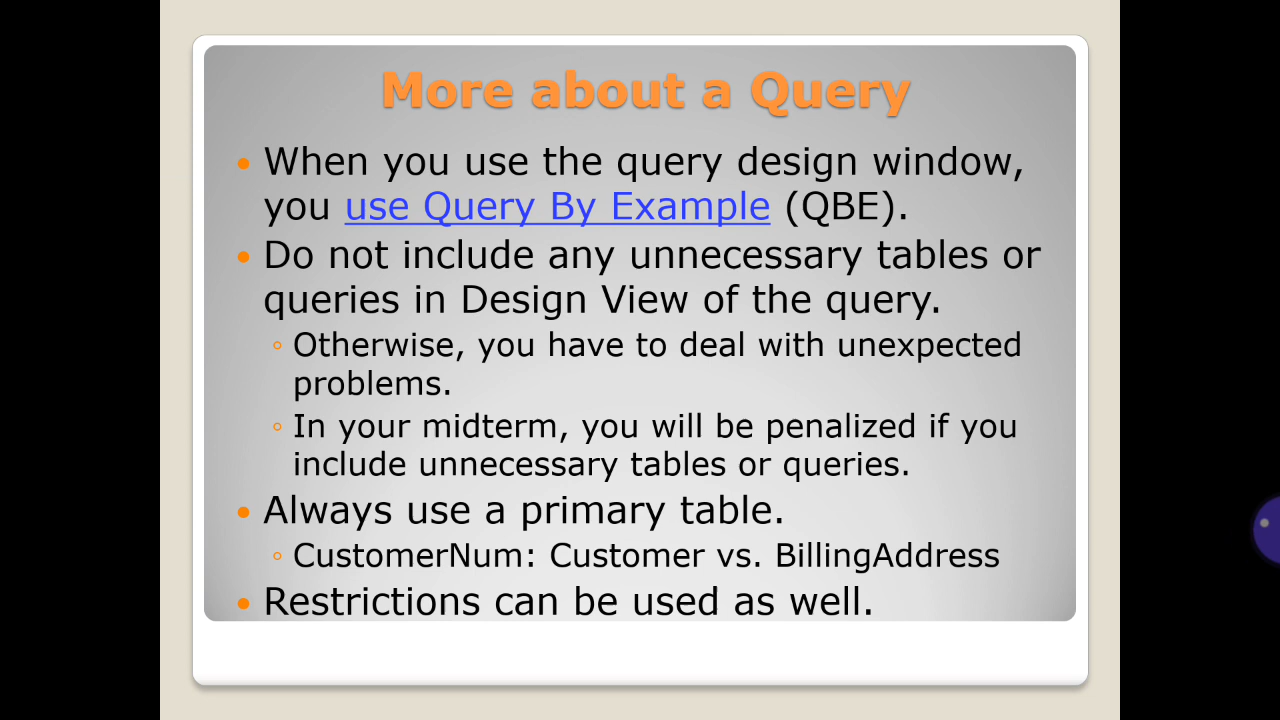 More about a Query
When you use the query design window,
you use Query By Example (QBE).
Do not include any unnecessary tables or
queries in Design View of the query.
Otherwise, you have to deal with unexpected
problems.
In your midterm, you will be penalized if you
include unnecessary tables or queries.
Always use a primary table.
CustomerNum: Customer vs. BillingAddress
Restrictions can be used as well.